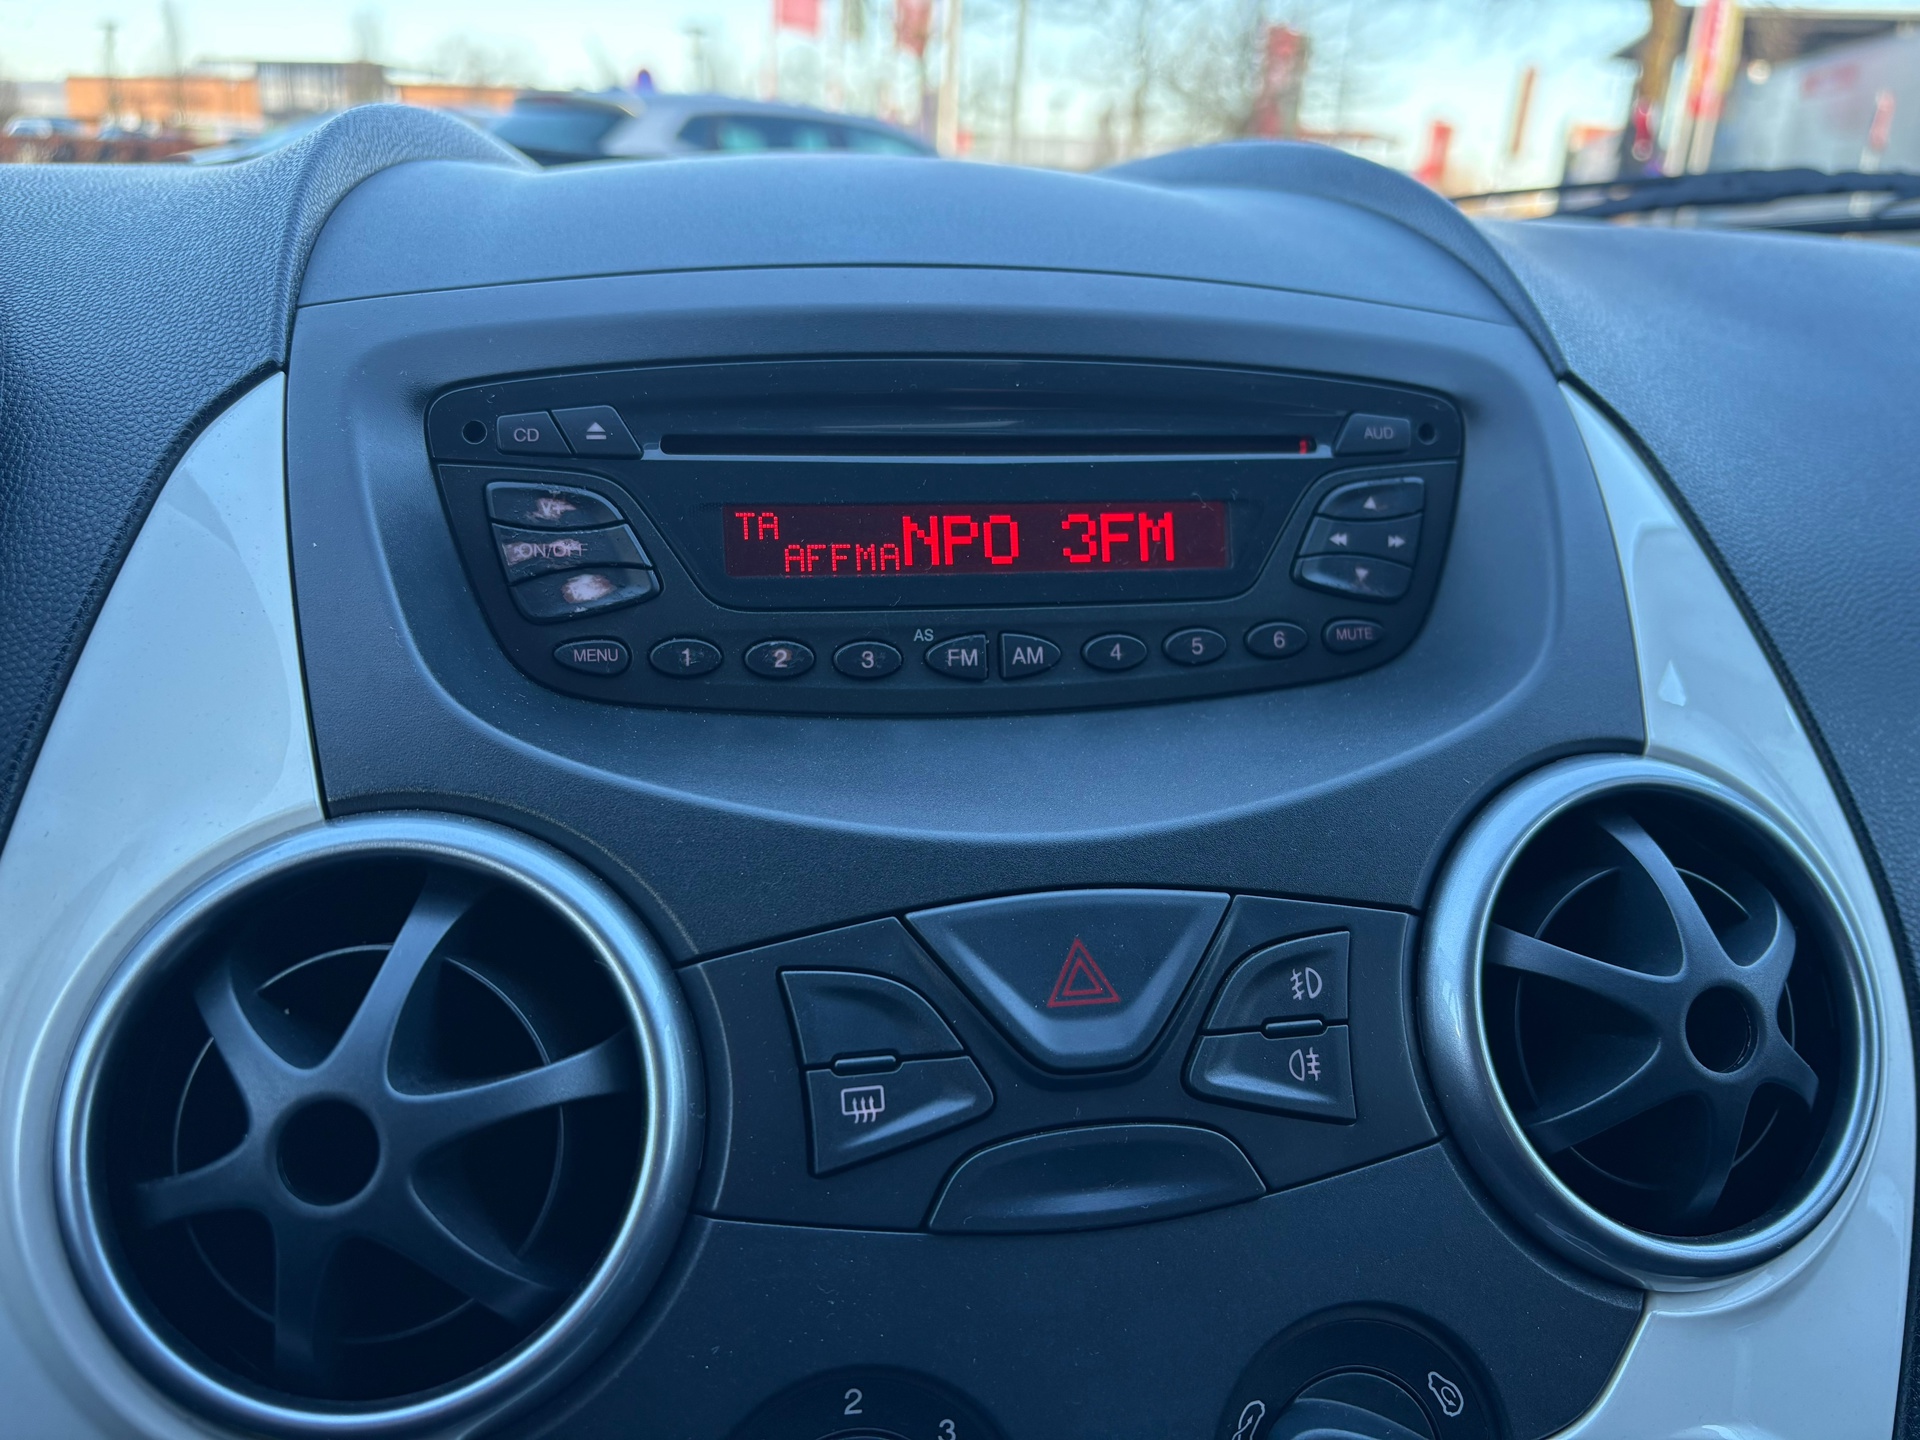 CD
AUD
V+
ON/OFF
TA
AFFMA NPO 3FM
AS
MENU 1 2 3 FM AM 4 5 6 MUTE
2
3